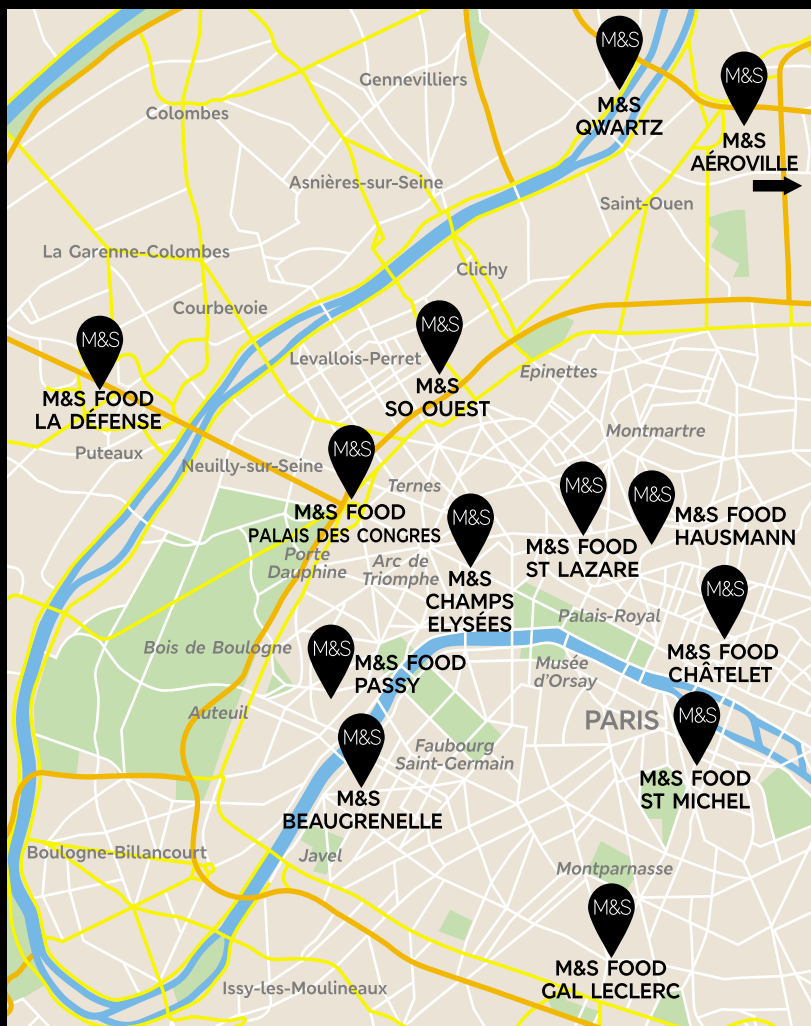 M&S
M&S
QWARTZ
M&S
M&S
AÉROVILLE
Gennevilliers
Colombes
Asnières-sur-Seine
Saint-Ouen
La Garenne-Colombes
Clichy
Courbevoie
M&S
M&S FOOD
LA DÉFENSE
Levallois-Perret
M&S
M&S
SO OUEST
Epinettes
Montmartre
Puteaux
Neuilly-sur-Seine
M&S
M&S FOOD
PALAIS DES CONGRES
Ternes
M&S
M&S FOOD
ST LAZARE
M&S
M&S FOOD
HAUSMANN
Porte
Dauphine
Arc de
Triomphe
M&S
M&S
CHAMPS
ELYSÉES
Palais-Royal
M&S
M&S FOOD
CHÂTELET
Bois de Boulogne
M&S
M&S FOOD
PASSY
Musée
d'Orsay
Auteuil
PARIS
M&S
M&S FOOD
ST MICHEL
Faubourg
Saint-Germain
M&S
M&S
BEAUGRENELLE
Boulogne-Billancourt
Javel
Montparnasse
M&S
M&S FOOD
GAL LECLERC
Issy-les-Moulineaux